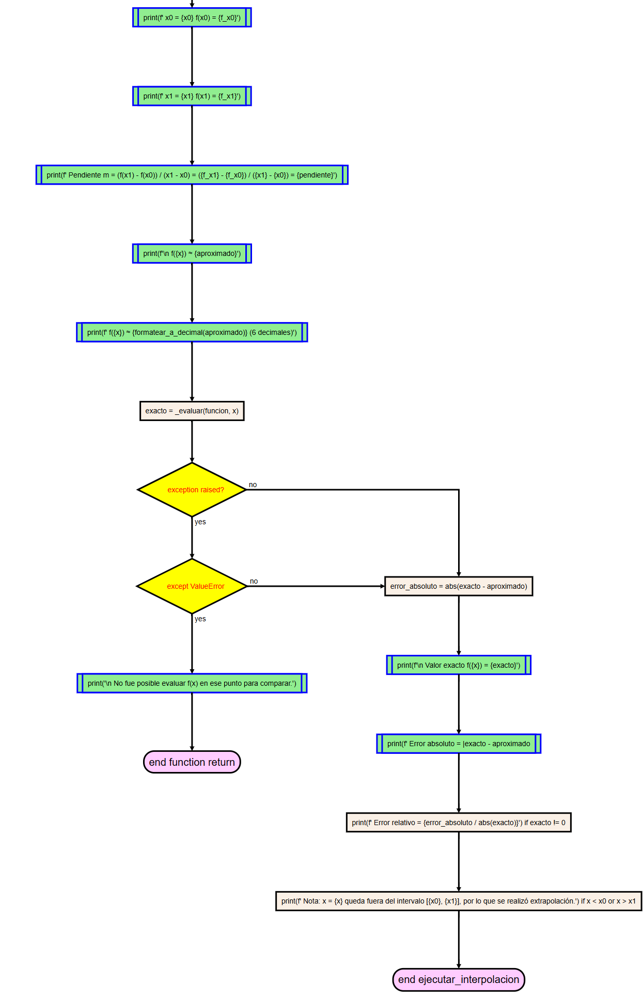 print(f' x0 = {x0} f(x0) = {f_x0}')
print(f' x1 = {x1} f(x1) = {f_x1}')
print(f' Pendiente m = (f(x1) - f(x0)) / (x1 - x0) = ({f_x1} - {f_x0}) / ({x1} - {x0}) = {pendiente}')
print(f'\n f({x}) ≈ {aproximado}')
print(f' f({x}) ≈ {formatear_a_decimal(aproximado)} (6 decimales)')
exacto = _evaluar(funcion, x)
exception raised?
no
yes
except ValueError
no
yes
error_absoluto = abs(exacto - aproximado)
print(f'\n Valor exacto f({x}) = {exacto}')
print('\n No fue posible evaluar f(x) en ese punto para comparar.')
print(f' Error absoluto = |exacto - aproximado
end function return
print(f' Error relativo = {error_absoluto / abs(exacto)}') if exacto != 0
print(f' Nota: x = {x} queda fuera del intervalo [{x0}, {x1}], por lo que se realizó extrapolación.') if x < x0 or x > x1
end ejecutar_interpolacion